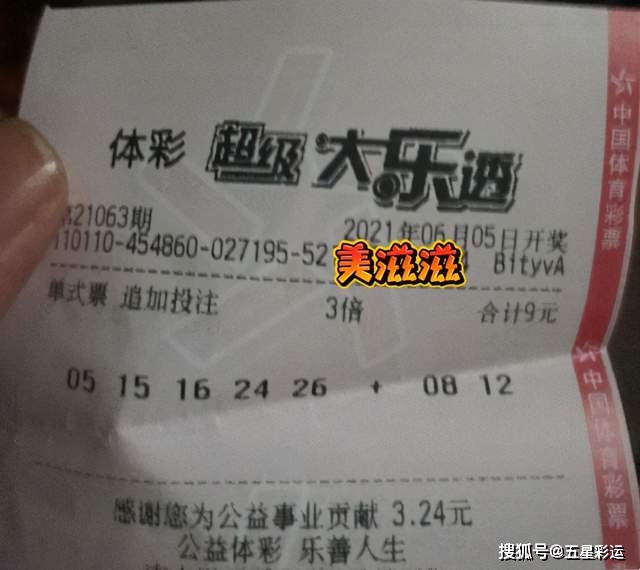 体彩 超级大乐透
第21063期 2021年06月05日开奖
110110-454860-027195-52 BftyvA
美滋滋
单式票 追加投注 3倍 合计9元
05 15 16 24 26 + 08 12
感谢您为公益事业贡献 3.24元
公益体彩 乐善人生
中国体育彩票
中国体育彩票
搜狐号@五星彩运